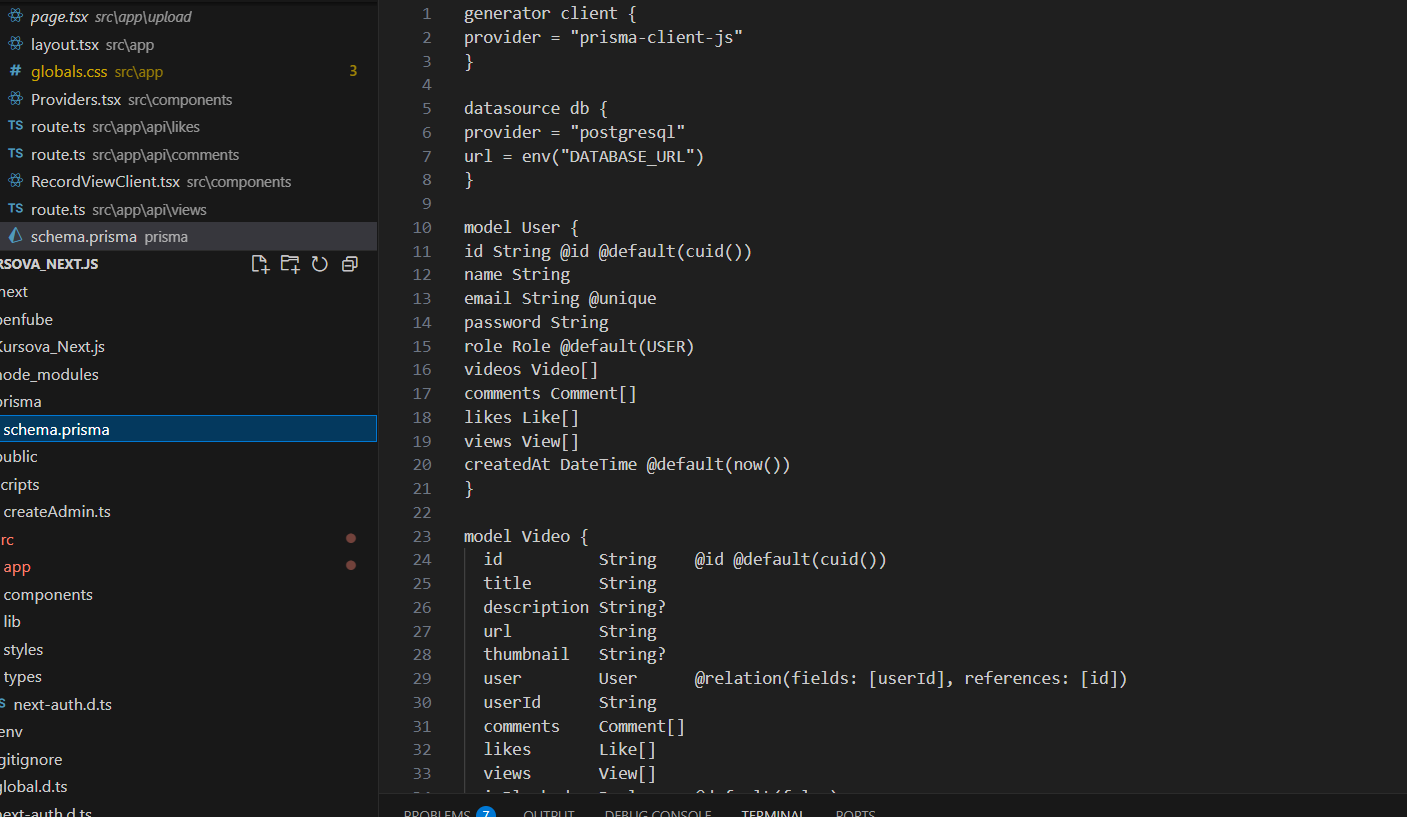 page.tsx src\app\upload
layout.tsx src\app
# globals.css src\app 3
Providers.tsx src\components
TS route.ts src\app\api\likes
TS route.ts src\app\api\comments
RecordViewClient.tsx src\components
TS route.ts src\app\api\views
schema.prisma prisma
RSOVA_NEXT.JS
next
penfube
Kursova_Next.js
node_modules
prisma
schema.prisma
public
cripts
createAdmin.ts
rc
app
components
lib
styles
types
S next-auth.d.ts
env
gitignore
global.d.ts
next-auth.d.ts
1 generator client {
2 provider = "prisma-client-js"
3 }
4
5 datasource db {
6 provider = "postgresql"
7 url = env("DATABASE_URL")
8 }
9
10 model User {
11 id String @id @default(cuid())
12 name String
13 email String @unique
14 password String
15 role Role @default(USER)
16 videos Video[]
17 comments Comment[]
18 likes Like[]
19 views View[]
20 createdAt DateTime @default(now())
21 }
22
23 model Video {
24 id String @id @default(cuid())
25 title String
26 description String?
27 url String
28 thumbnail String?
29 user User @relation(fields: [userId], references: [id])
30 userId String
31 comments Comment[]
32 likes Like[]
33 views View[]
PROBLEMS 7 OUTPUT DEBUG CONSOLE TERMINAL PORTS